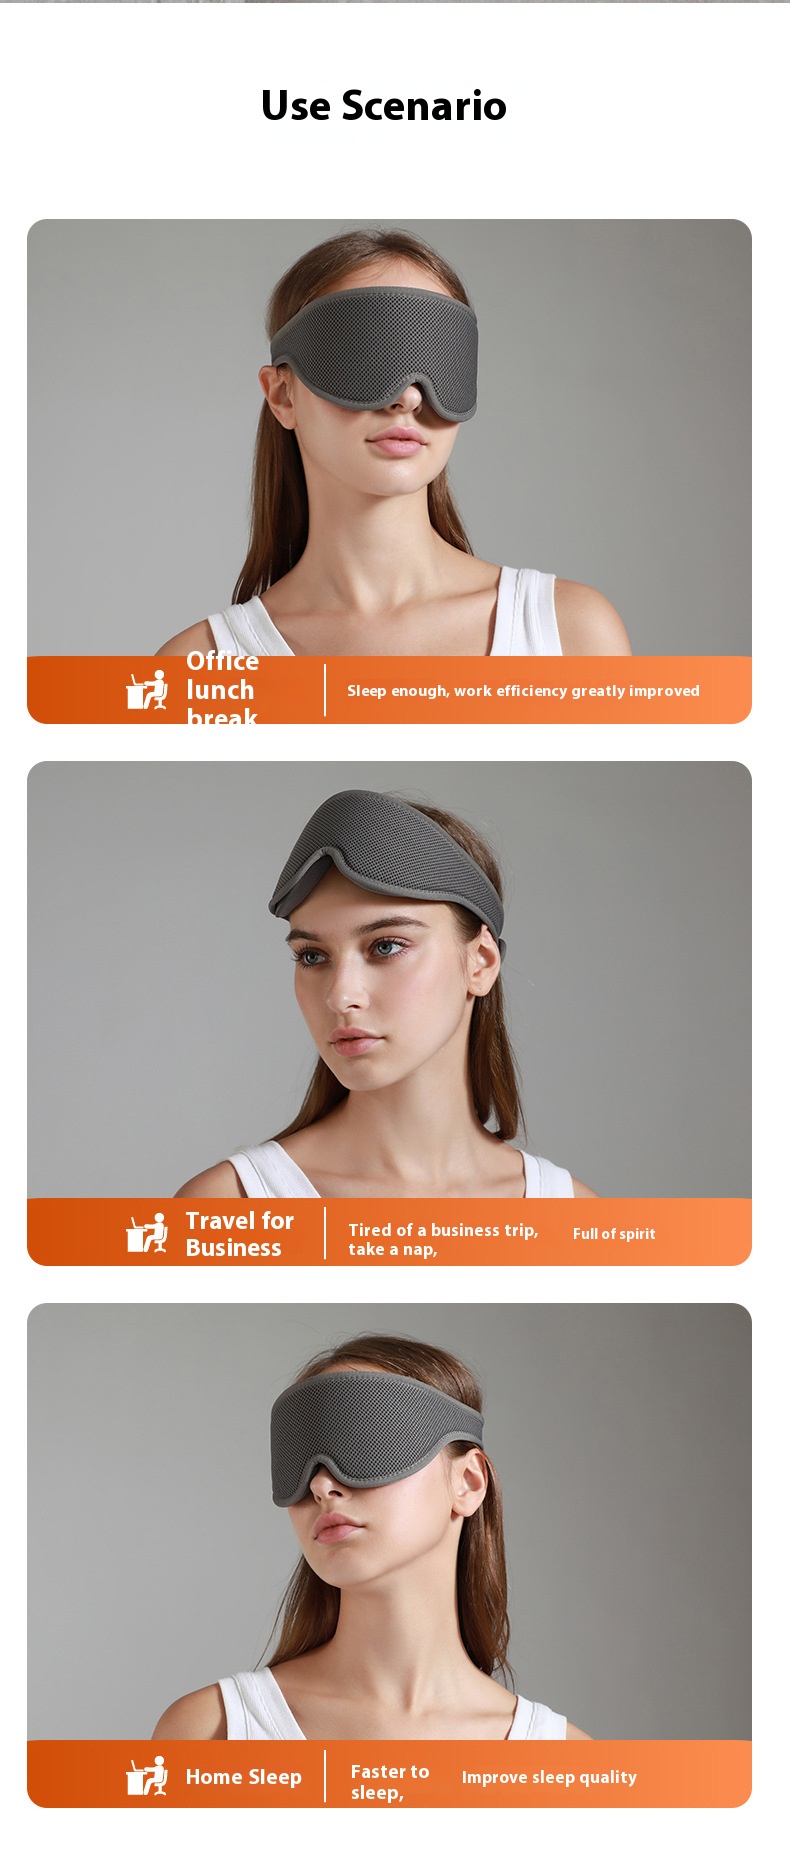 Use Scenario
Office
lunch
break
Sleep enough, work efficiency greatly improved
Travel for
Business
Tired of a business trip,
take a nap,
Full of spirit
Home Sleep
Faster to
sleep,
Improve sleep quality